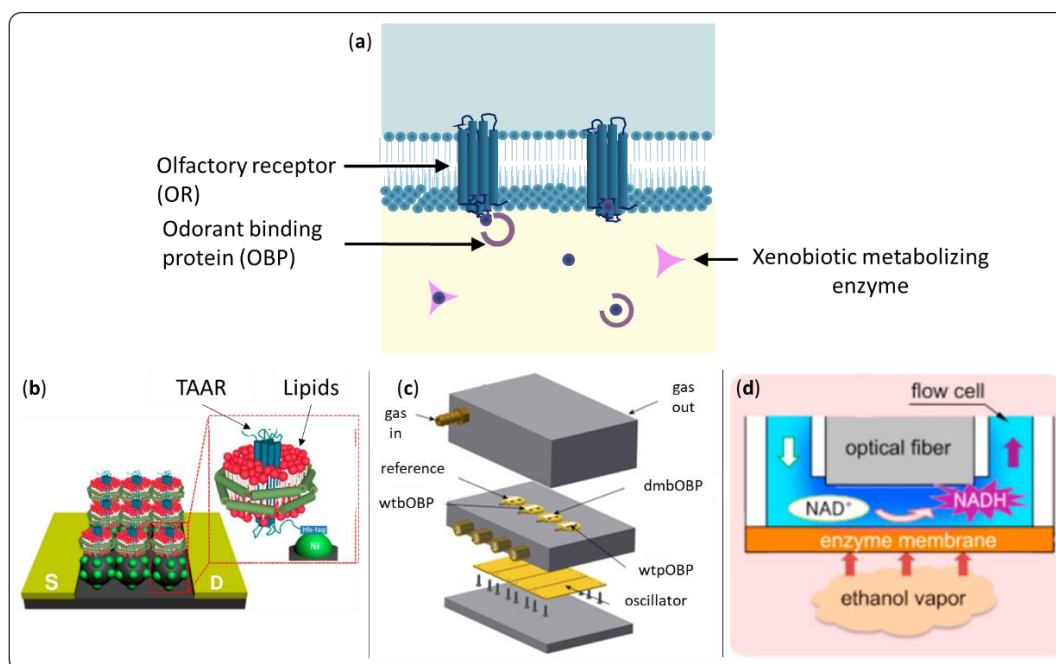 (a)
Olfactory receptor
(OR)
Odorant binding
protein (OBP)
Xenobiotic metabolizing
enzyme
(b)
TAAR
Lipids
His-tag
Ni
S
D
(c)
gas
in
gas
out
reference
wtbOBP
dmbOBP
wtpOBP
oscillator
(d)
flow cell
optical fiber
NAD⁺
NADH
enzyme membrane
ethanol vapor